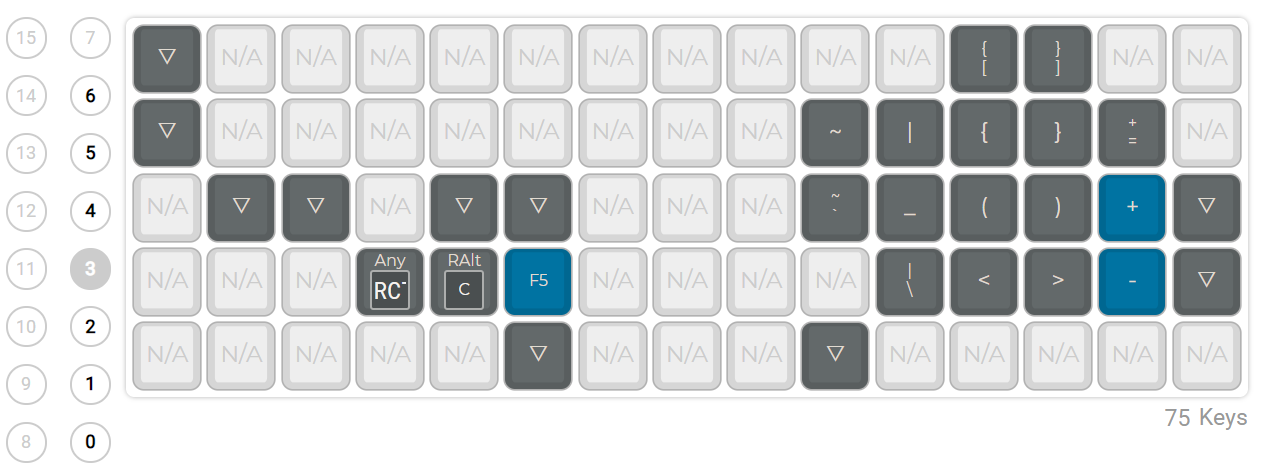 15 7
14 6
13 5
12 4
11 3
10 2
9 1
8 0
▽ N/A N/A N/A N/A N/A N/A N/A N/A N/A N/A { [ } ] N/A N/A
▽ N/A N/A N/A N/A N/A N/A N/A N/A ~ | { } + = N/A
N/A ▽ ▽ N/A ▽ ▽ N/A N/A N/A ~ ` _ ( ) + ▽
N/A N/A N/A Any RC- RAlt C F5 N/A N/A N/A N/A | \ < > - ▽
N/A N/A N/A N/A N/A ▽ N/A N/A N/A ▽ N/A N/A N/A N/A N/A
75 Keys